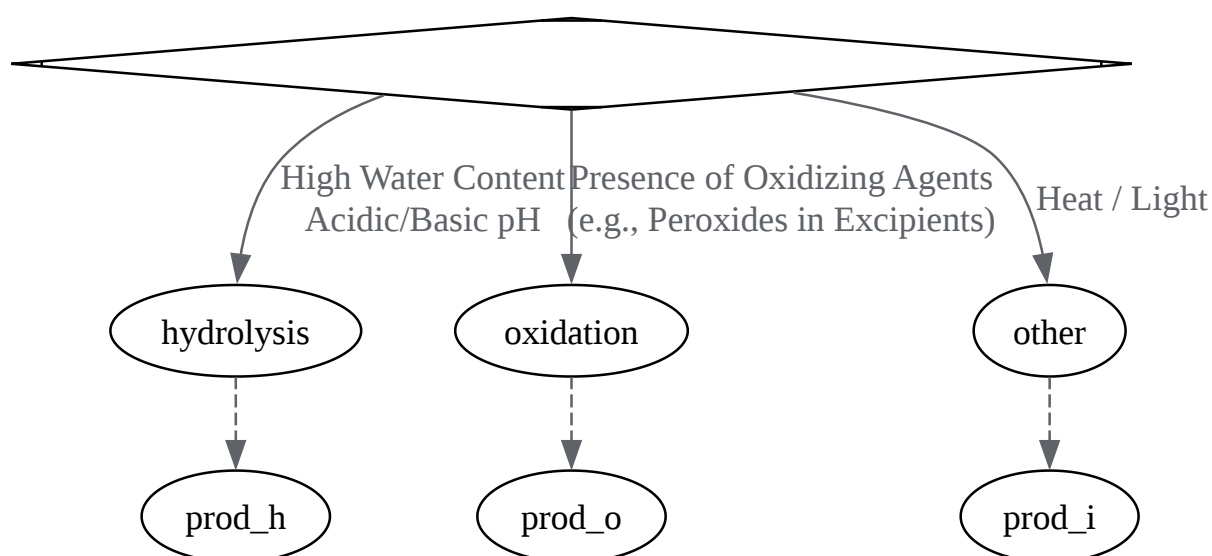 High Water Content
Acidic/Basic pH
Presence of Oxidizing Agents
(e.g., Peroxides in Excipients)
Heat / Light
hydrolysis
oxidation
other
prod_h
prod_o
prod_i